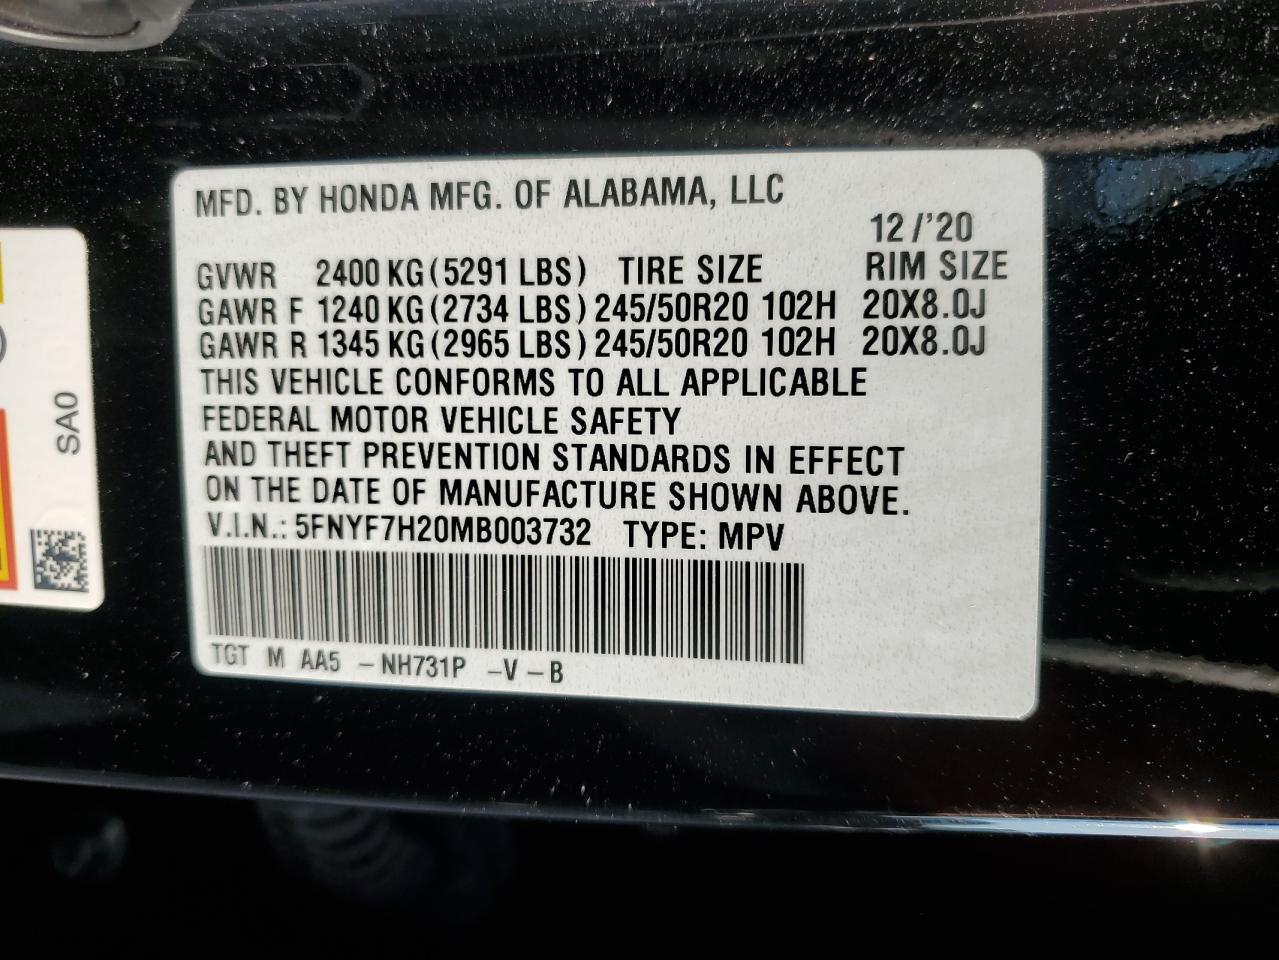 MFD. BY HONDA MFG. OF ALABAMA, LLC
12/'20
GVWR 2400 KG (5291 LBS) TIRE SIZE RIM SIZE
GAWR F 1240 KG (2734 LBS) 245/50R20 102H 20X8.0J
GAWR R 1345 KG (2965 LBS) 245/50R20 102H 20X8.0J
THIS VEHICLE CONFORMS TO ALL APPLICABLE
FEDERAL MOTOR VEHICLE SAFETY
AND THEFT PREVENTION STANDARDS IN EFFECT
ON THE DATE OF MANUFACTURE SHOWN ABOVE.
V.I.N.: 5FNYF7H20MB003732 TYPE: MPV
TGT M AA5 -NH731P -V-B
SA0